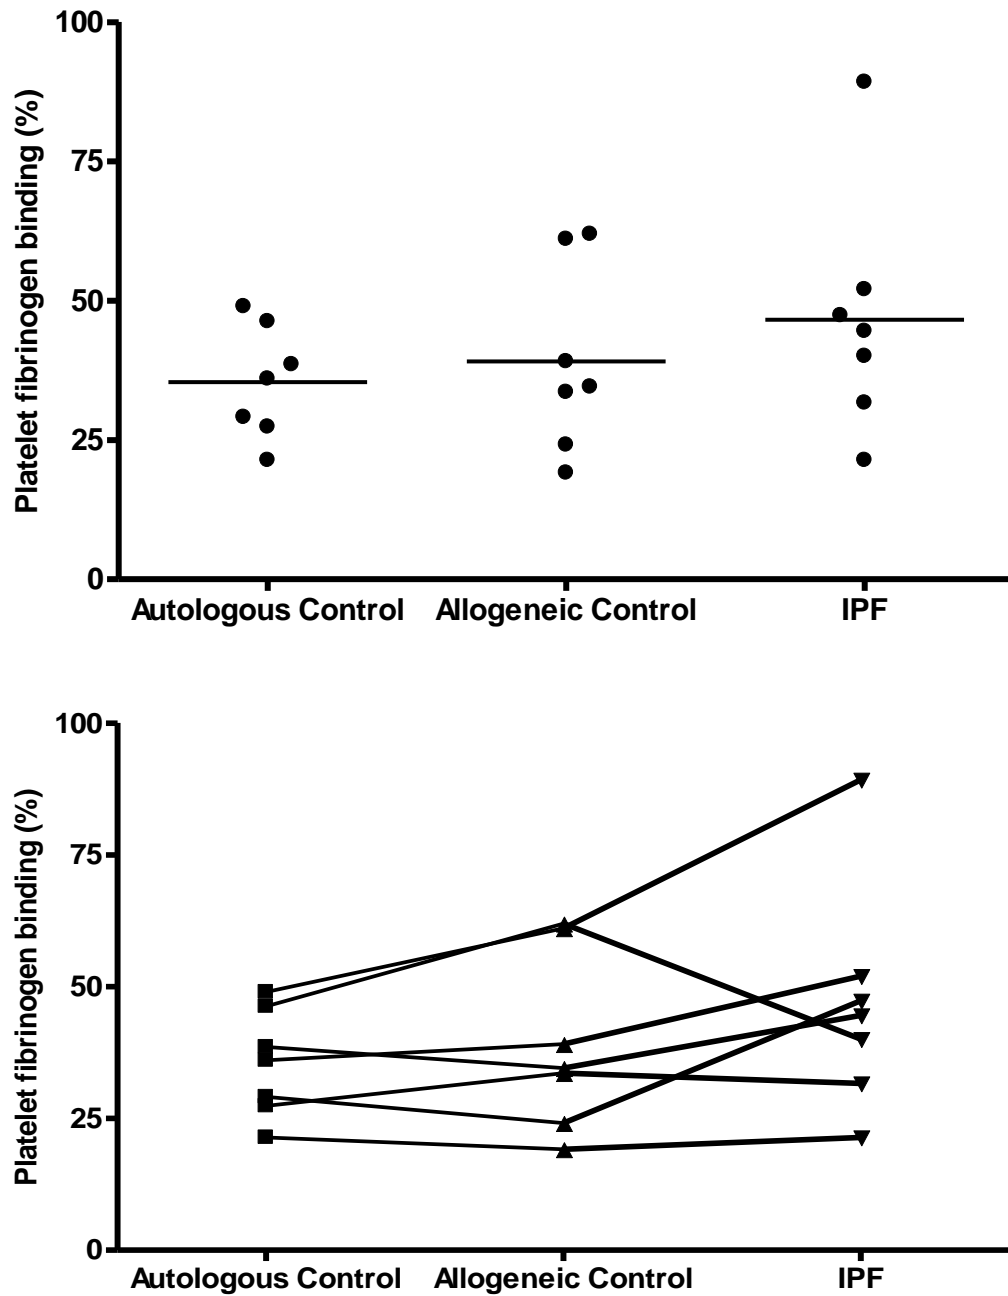 100
75
50
25
0
Platelet fibrinogen binding (%)
Autologous Control Allogeneic Control IPF
100
75
50
25
0
Platelet fibrinogen binding (%)
Autologous Control Allogeneic Control IPF